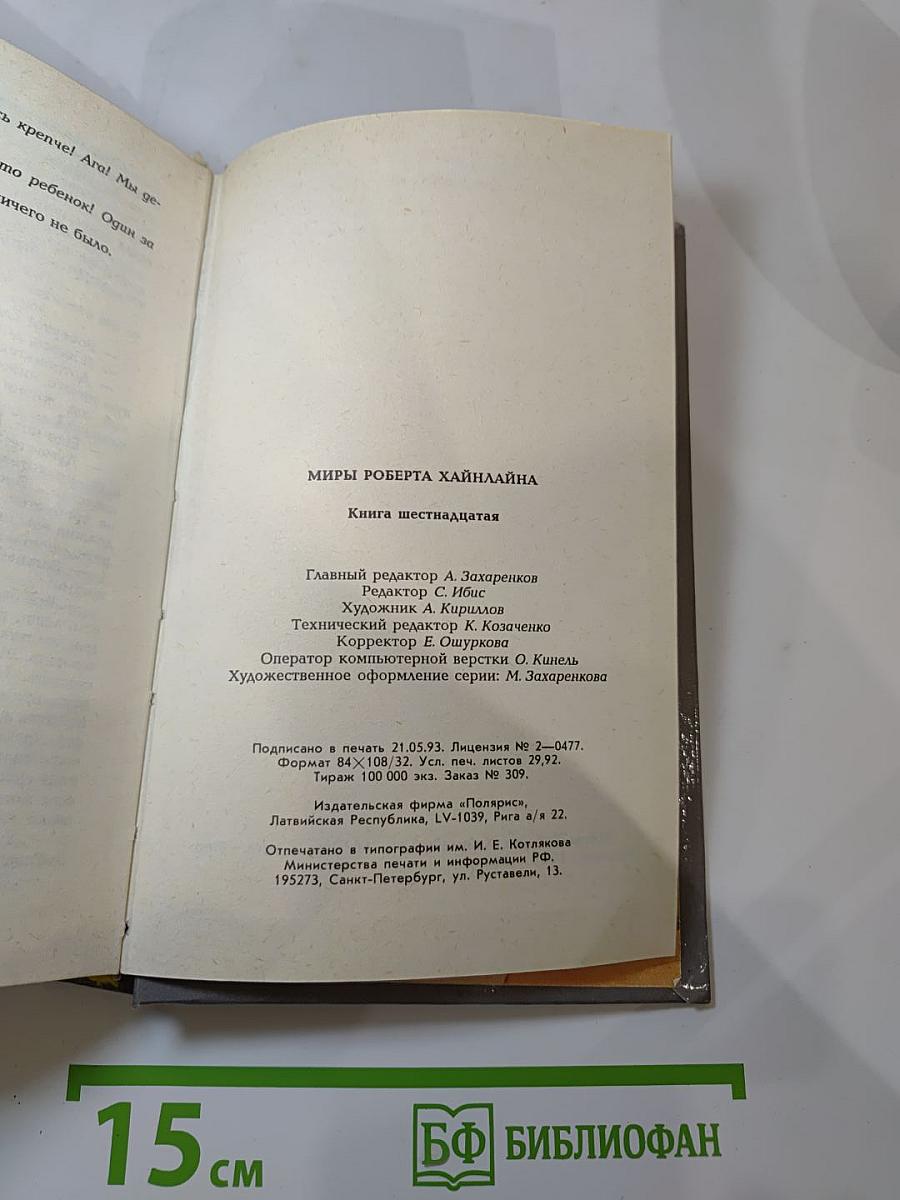 ь крепче! Ага! Мы де-
то ребенок! Один за
ичего не было.
МИРЫ РОБЕРТА ХАЙНЛАЙНА
Книга шестнадцатая
Главный редактор А. Захаренков
Редактор С. Ибис
Художник А. Кириллов
Технический редактор К. Козаченко
Корректор Е. Ошуркова
Оператор компьютерной верстки О. Кинель
Художественное оформление серии: М. Захаренкова
Подписано в печать 21.05.93. Лицензия № 2—0477.
Формат 84×108/32. Усл. печ. листов 29,92.
Тираж 100 000 экз. Заказ № 309.
Издательская фирма «Полярис»,
Латвийская Республика, LV-1039, Рига а/я 22.
Отпечатано в типографии им. И. Е. Котлякова
Министерства печати и информации РФ.
195273, Санкт-Петербург, ул. Руставели, 13.
15 см
БФ БИБЛИОФАН